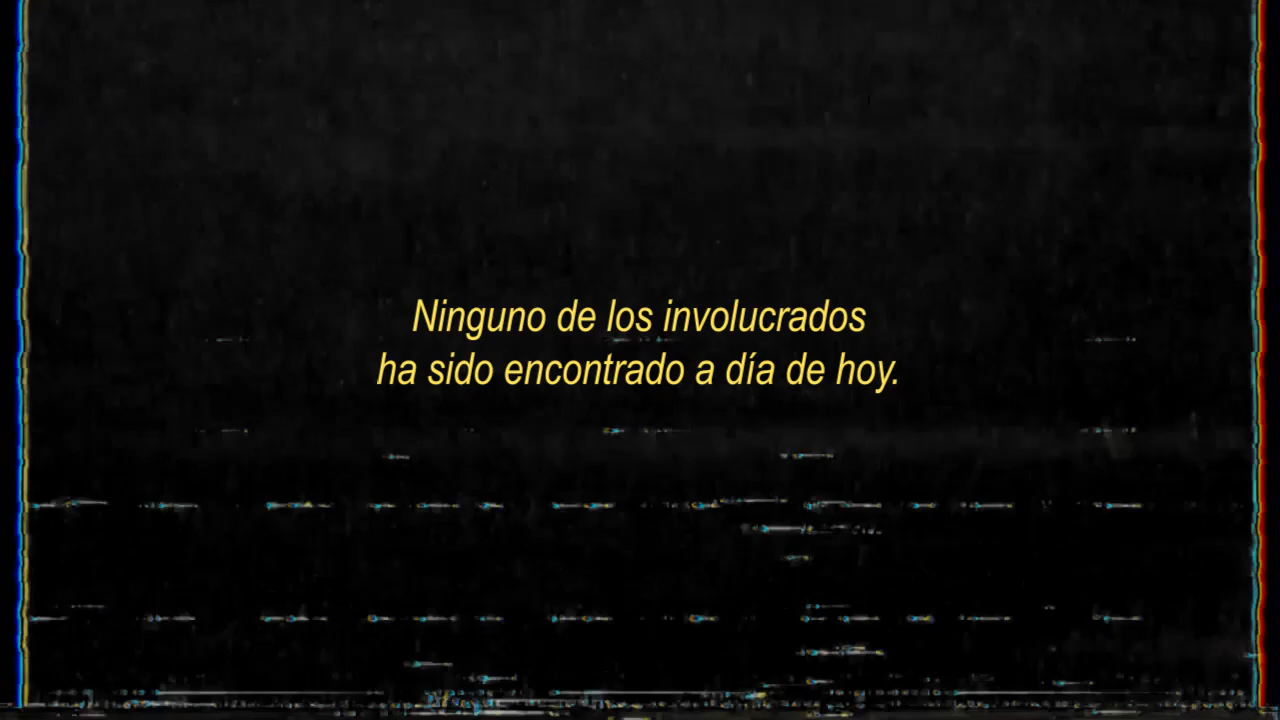 Ninguno de los involucrados
ha sido encontrado a día de hoy.